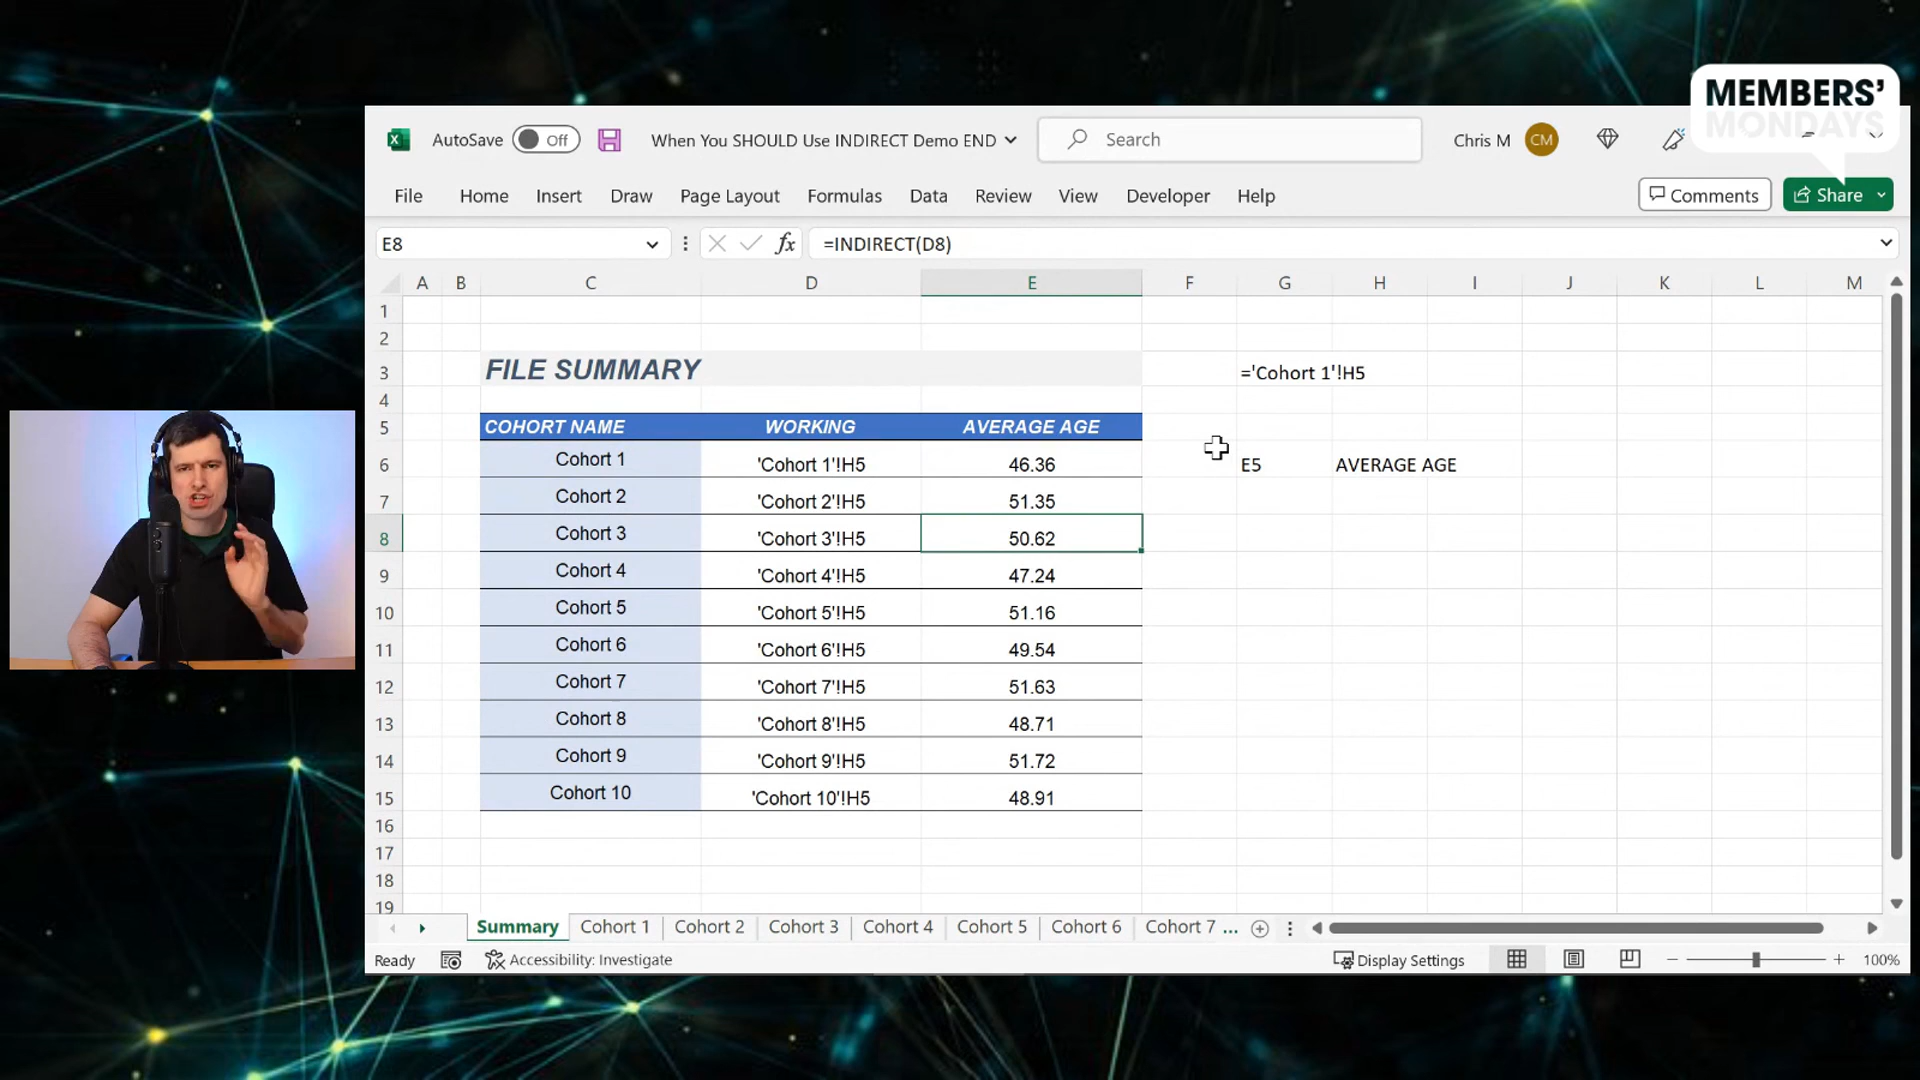 MEMBERS'
MONDAYS
AutoSave Off When You SHOULD Use INDIRECT Demo END Search Chris M CM
File Home Insert Draw Page Layout Formulas Data Review View Developer Help Comments Share
E8 fx =INDIRECT(D8)
A B C D E F G H I J K L M
1
2
3 FILE SUMMARY ='Cohort 1'!H5
4
5 COHORT NAME WORKING AVERAGE AGE
6 Cohort 1 'Cohort 1'!H5 46.36 E5 AVERAGE AGE
7 Cohort 2 'Cohort 2'!H5 51.35
8 Cohort 3 'Cohort 3'!H5 50.62
9 Cohort 4 'Cohort 4'!H5 47.24
10 Cohort 5 'Cohort 5'!H5 51.16
11 Cohort 6 'Cohort 6'!H5 49.54
12 Cohort 7 'Cohort 7'!H5 51.63
13 Cohort 8 'Cohort 8'!H5 48.71
14 Cohort 9 'Cohort 9'!H5 51.72
15 Cohort 10 'Cohort 10'!H5 48.91
16
17
18
19
Summary Cohort 1 Cohort 2 Cohort 3 Cohort 4 Cohort 5 Cohort 6 Cohort 7 ...
Ready Accessibility: Investigate Display Settings 100%